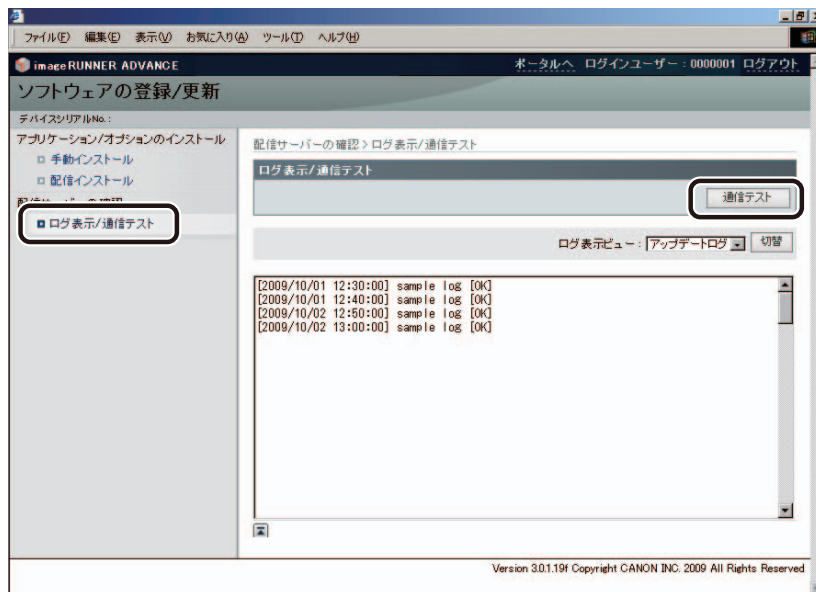 ファイル(F) 編集(E) 表示(V) お気に入り(A) ツール(T) ヘルプ(H)
imageRUNNER ADVANCE
ポータルへ ログインユーザー : 0000001 ログアウト
ソフトウェアの登録/更新
デバイスシリアルNo. :
アプリケーション/オプションのインストール
手動インストール
配信インストール
ログ表示/通信テスト
配信サーバーの確認 > ログ表示/通信テスト
ログ表示/通信テスト
通信テスト
ログ表示ビュー : アップデートログ 切替
[2009/10/01 12:30:00] sample log [OK]
[2009/10/01 12:40:00] sample log [OK]
[2009/10/02 12:50:00] sample log [OK]
[2009/10/02 13:00:00] sample log [OK]
Version 3.0.1.19f Copyright CANON INC. 2009 All Rights Reserved